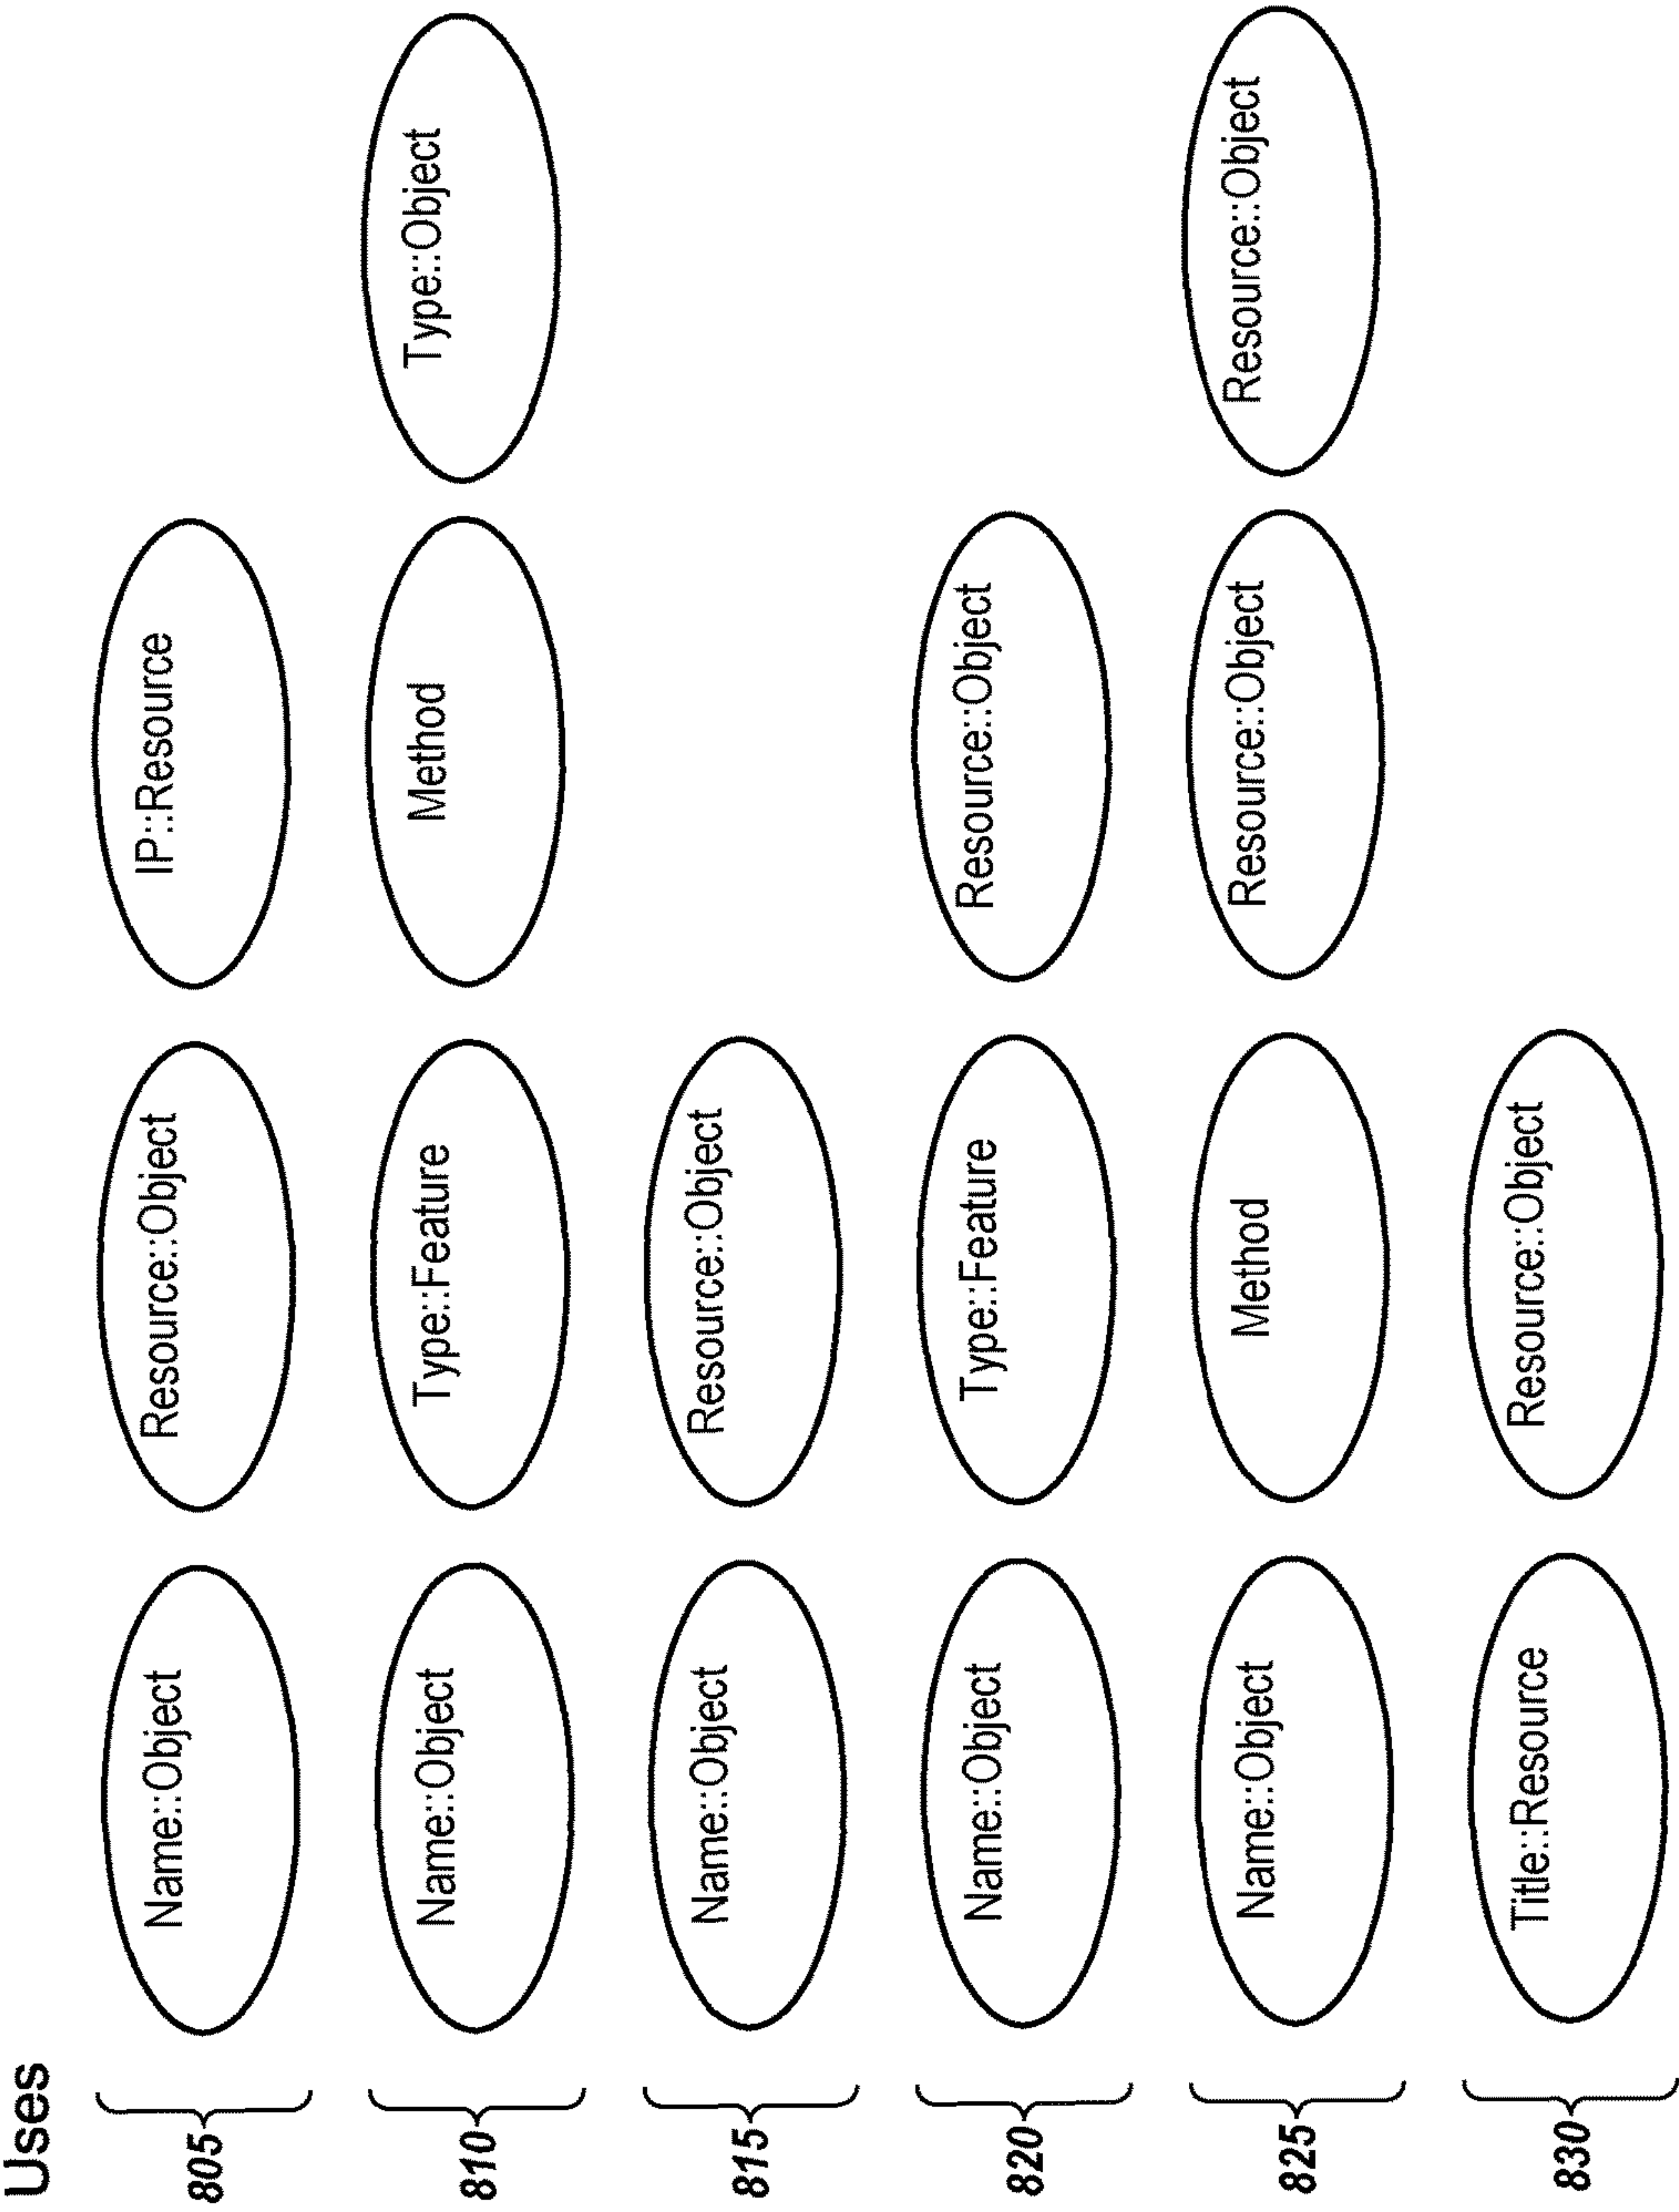 Uses
805
Name::Object
Resource::Object
IP::Resource
810
Name::Object
Type::Feature
Method
Type::Object
815
Name::Object
Resource::Object
820
Name::Object
Type::Feature
Resource::Object
825
Name::Object
Method
Resource::Object
Resource::Object
830
Title::Resource
Resource::Object